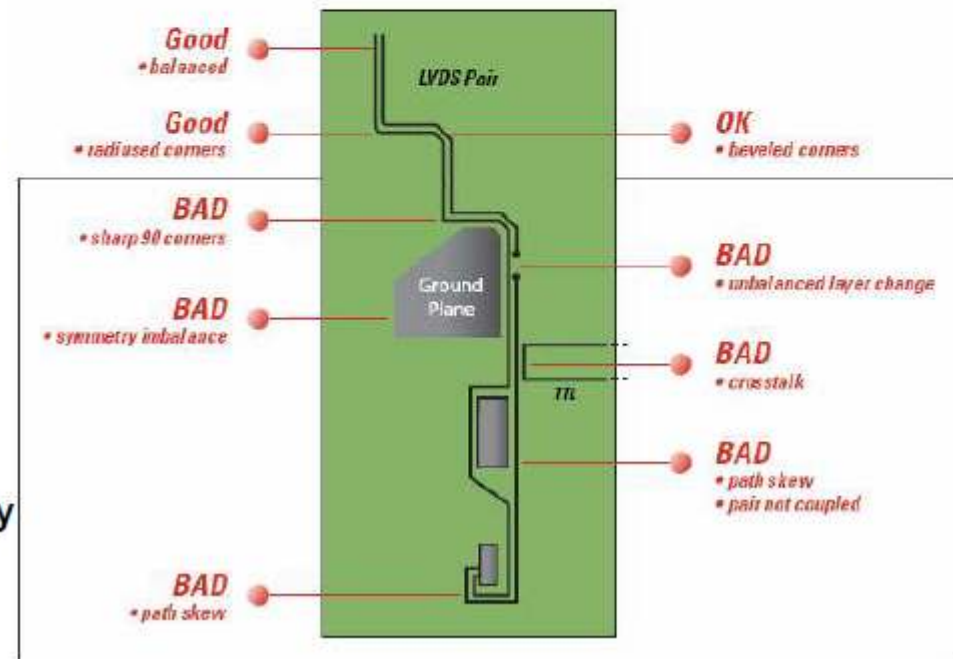 Good
• balanced
LVDS Pair
Good
• radiused corners
OK
• beveled corners
BAD
• sharp 90 corners
BAD
• unbalanced layer change
Ground
Plane
BAD
• symmetry imbalance
BAD
• crosstalk
TTL
BAD
• path skew
• pair not coupled
y
BAD
• path skew